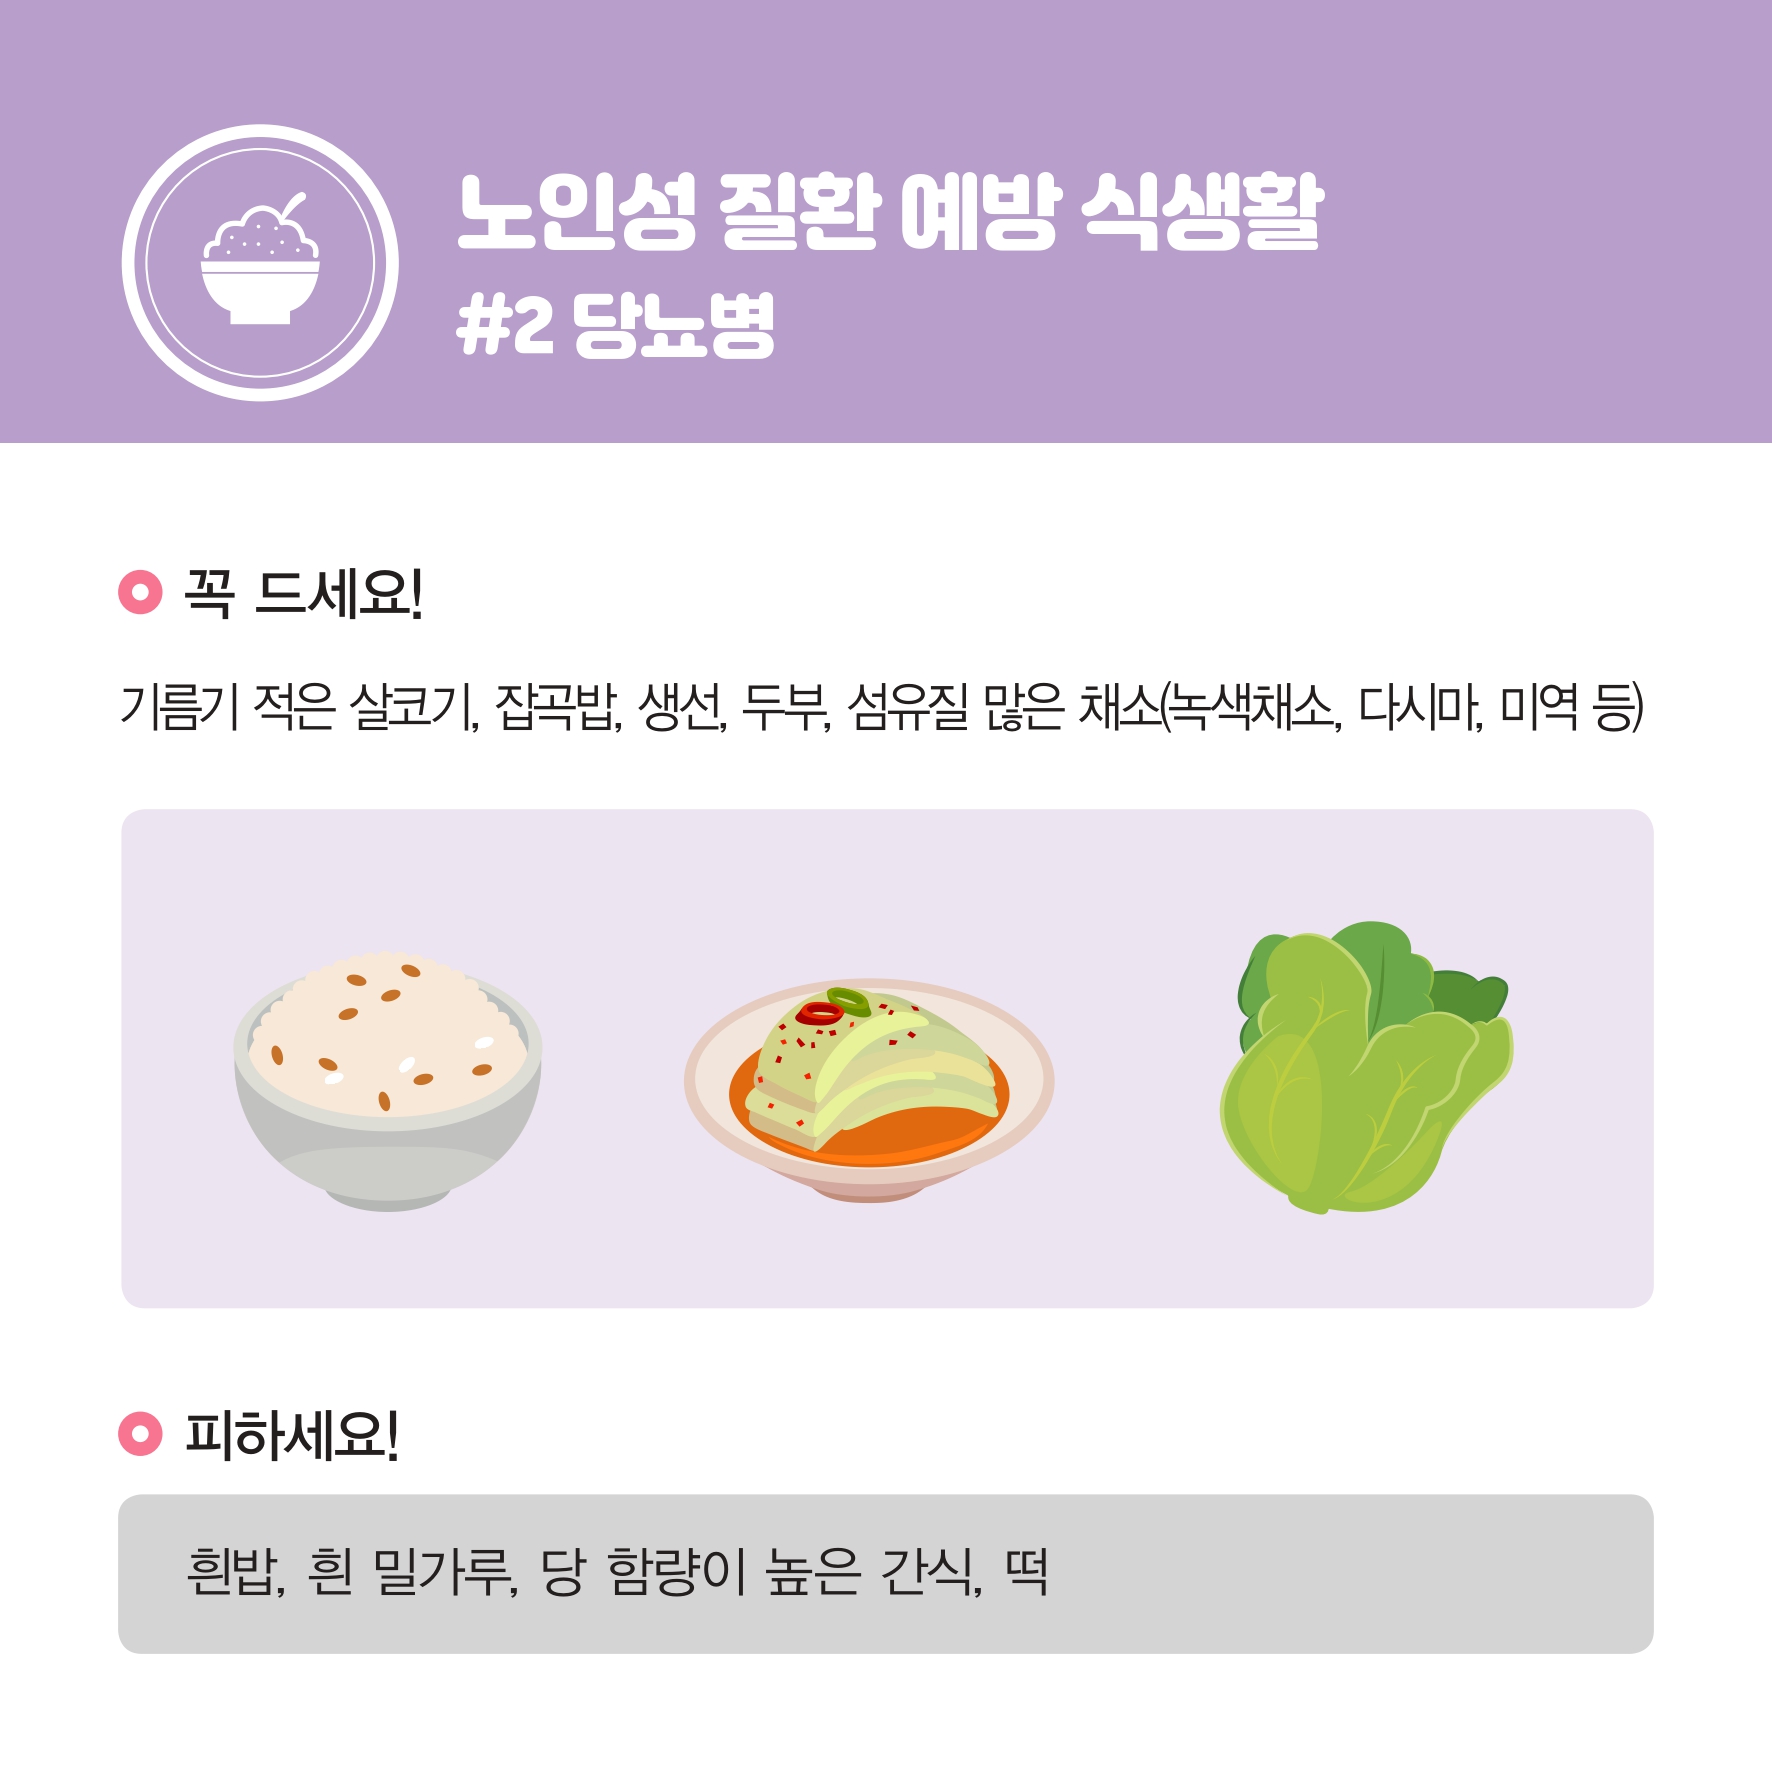 노인성 질환 예방 식생활
#2 당뇨병
꼭 드세요!
기름기 적은 살코기, 잡곡밥, 생선, 두부, 섬유질 많은 채소(녹색채소, 다시마, 미역 등)
피하세요!
흰밥, 흰 밀가루, 당 함량이 높은 간식, 떡